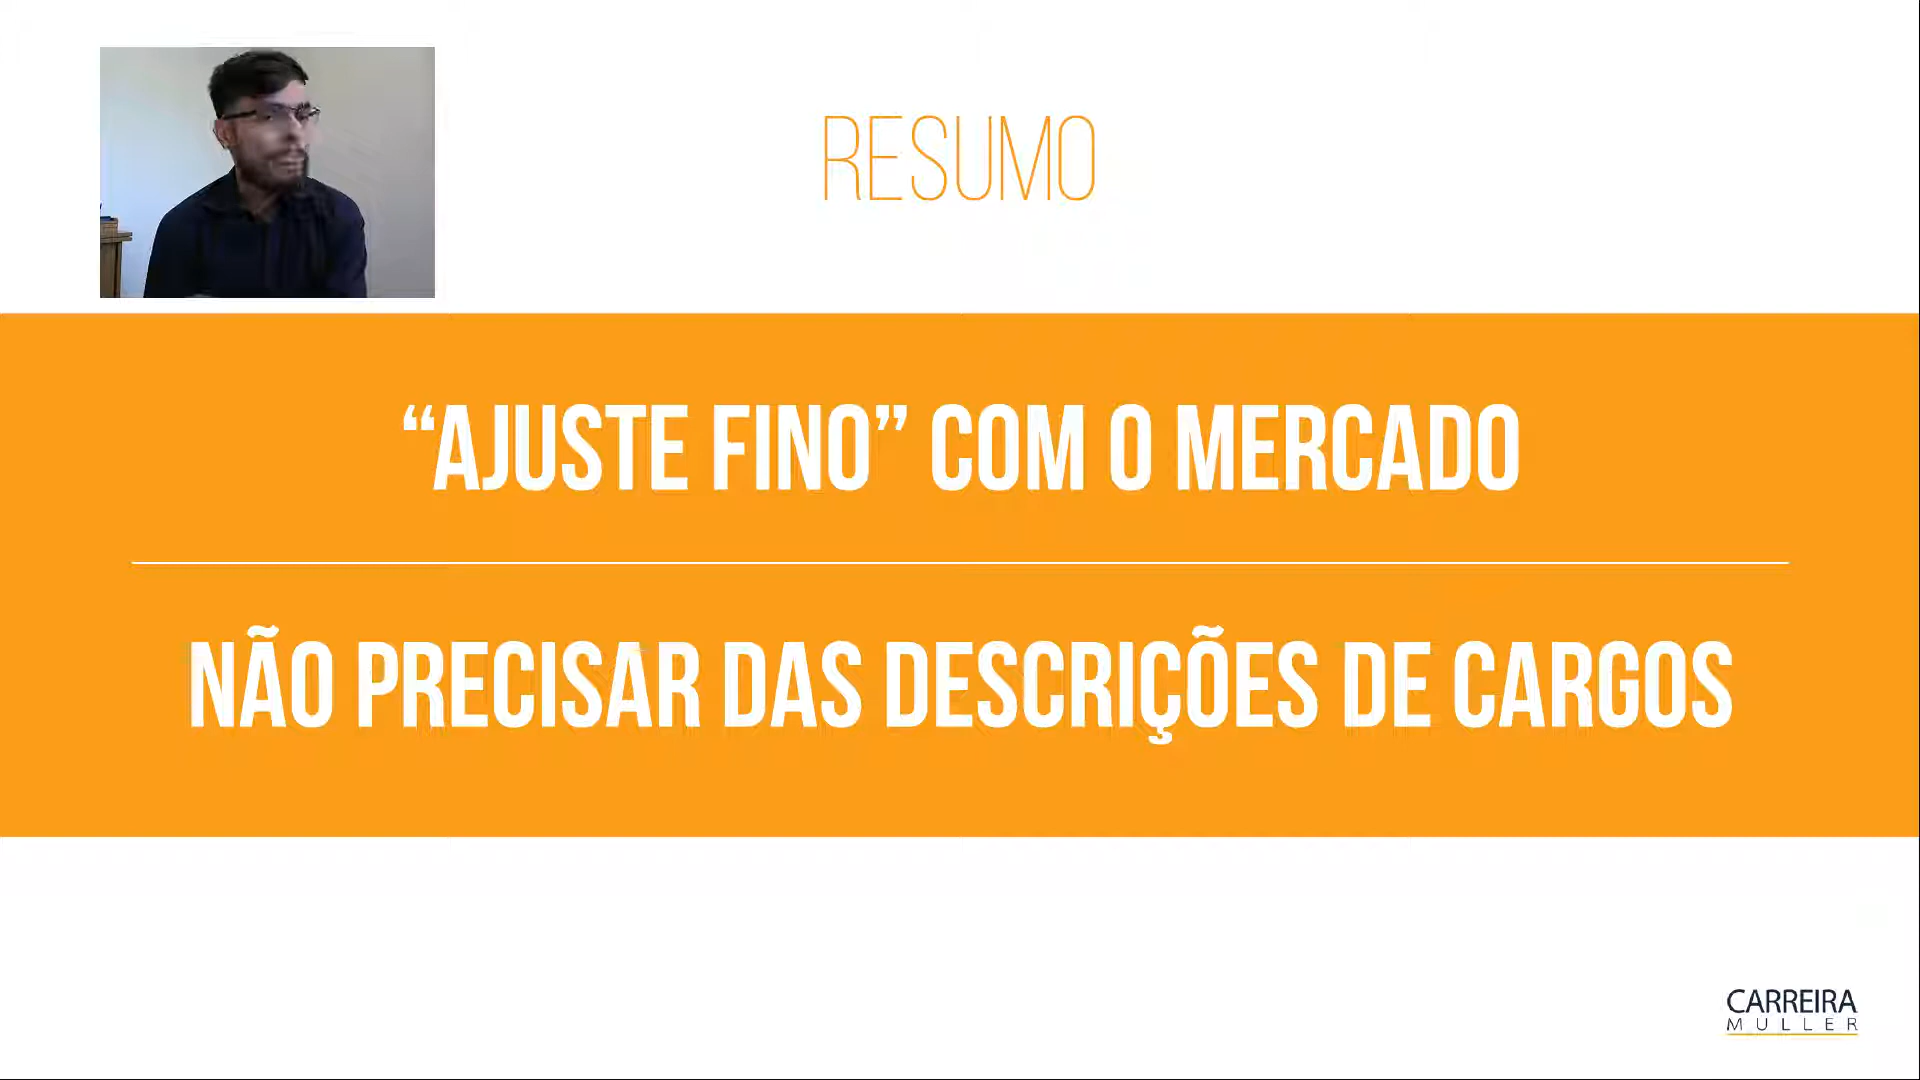 RESUMO
“AJUSTE FINO” COM O MERCADO
NÃO PRECISAR DAS DESCRIÇÕES DE CARGOS
CARREIRA
MULLER